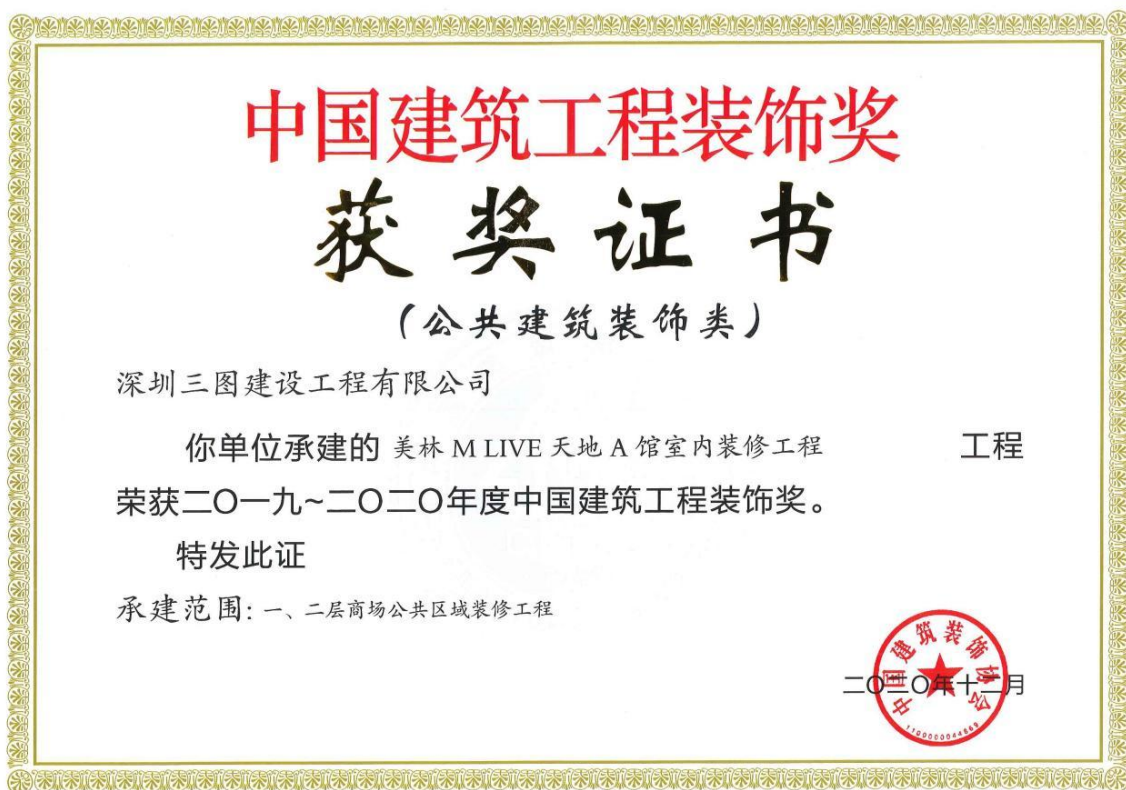 中国建筑工程装饰奖
获奖证书
(公共建筑装饰类)
深圳三图建设工程有限公司
你单位承建的 美林 M LIVE 天地 A 馆室内装修工程 工程
荣获二〇一九~二〇二〇年度中国建筑工程装饰奖。
特发此证
承建范围: 一、二层商场公共区域装修工程
中国建筑装饰协会
二〇二〇年十二月